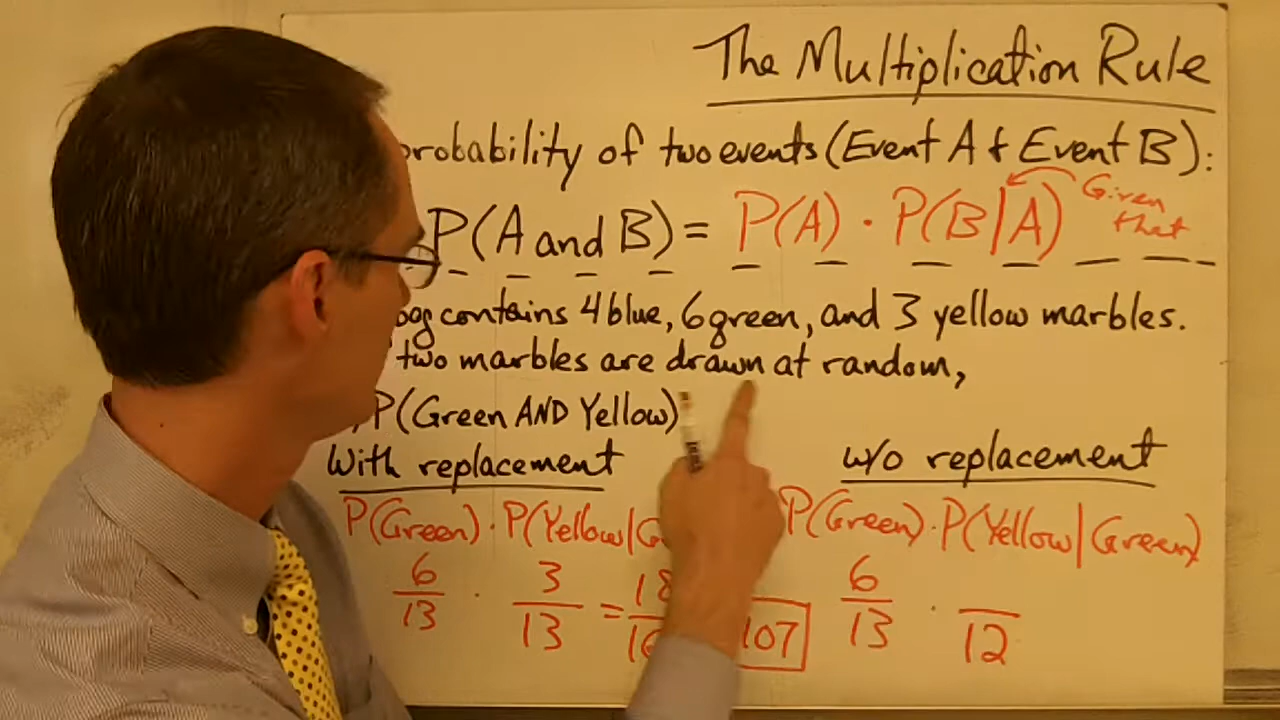 The Multiplication Rule
probability of two events (Event A & Event B):
P(A and B) = P(A) · P(B|A) Given that
contains 4 blue, 6 green, and 3 yellow marbles.
two marbles are drawn at random,
P(Green AND Yellow)
With replacement w/o replacement
P(Green) · P(Yellow| P(Green) · P(Yellow|Green)
6/13 · 3/13 = 107 6/13 · /12